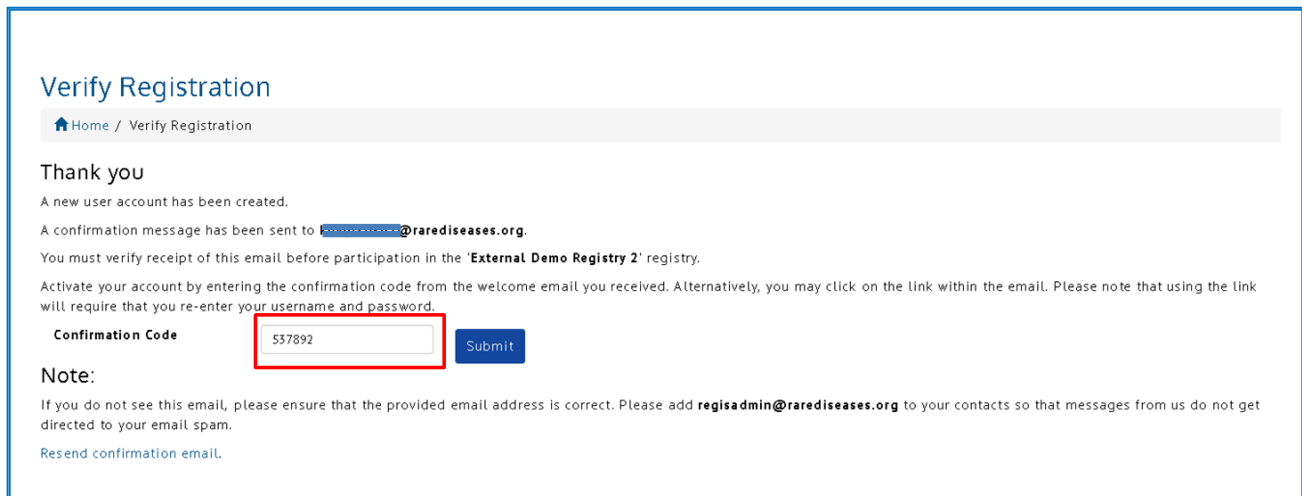 Verify Registration
Home / Verify Registration
Thank you
A new user account has been created.
A confirmation message has been sent to @rarediseases.org.
You must verify receipt of this email before participation in the 'External Demo Registry 2' registry.
Activate your account by entering the confirmation code from the welcome email you received. Alternatively, you may click on the link within the email. Please note that using the link
will require that you re-enter your username and password.
Confirmation Code 537892 Submit
Note:
If you do not see this email, please ensure that the provided email address is correct. Please add regisadmin@rarediseases.org to your contacts so that messages from us do not get
directed to your email spam.
Resend confirmation email.